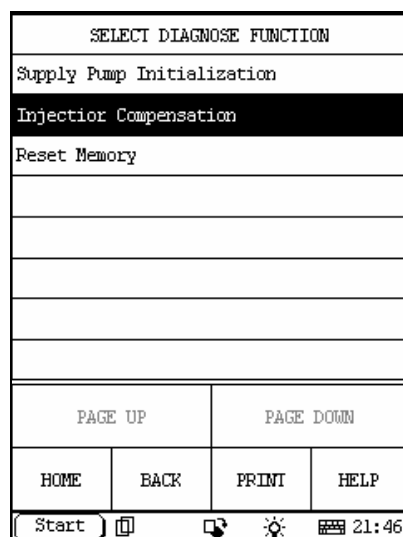 SELECT DIAGNOSE FUNCTION
Supply Pump Initialization
Injectior Compensation
Reset Memory
PAGE UP PAGE DOWN
HOME BACK PRINT HELP
Start 21:46